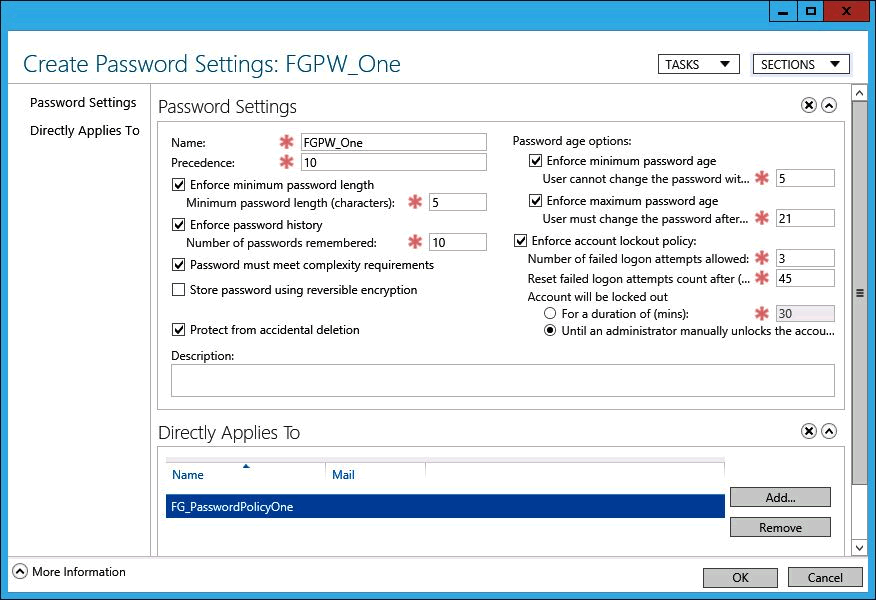 Create Password Settings: FGPW_One
TASKS
SECTIONS
Password Settings
Directly Applies To
Password Settings
Name:
FGPW_One
Precedence:
10
Enforce minimum password length
Minimum password length (characters):
5
Enforce password history
Number of passwords remembered:
10
Password must meet complexity requirements
Store password using reversible encryption
Protect from accidental deletion
Password age options:
Enforce minimum password age
User cannot change the password wit...
5
Enforce maximum password age
User must change the password after...
21
Enforce account lockout policy:
Number of failed logon attempts allowed:
3
Reset failed logon attempts count after (...
45
Account will be locked out
For a duration of (mins):
30
Until an administrator manually unlocks the accou...
Description:
Directly Applies To
Name
Mail
FG_PasswordPolicyOne
Add...
Remove
More Information
OK
Cancel